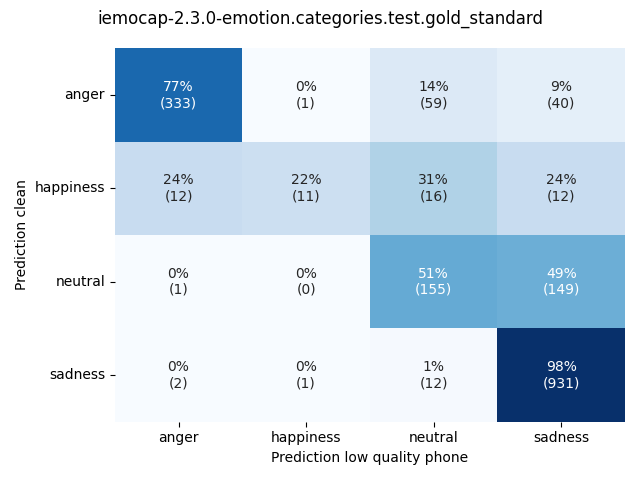 iemocap-2.3.0-emotion.categories.test.gold_standard
Prediction clean
anger
77%
(333)
0%
(1)
14%
(59)
9%
(40)
happiness
24%
(12)
22%
(11)
31%
(16)
24%
(12)
neutral
0%
(1)
0%
(0)
51%
(155)
49%
(149)
sadness
0%
(2)
0%
(1)
1%
(12)
98%
(931)
anger
happiness
neutral
sadness
Prediction low quality phone